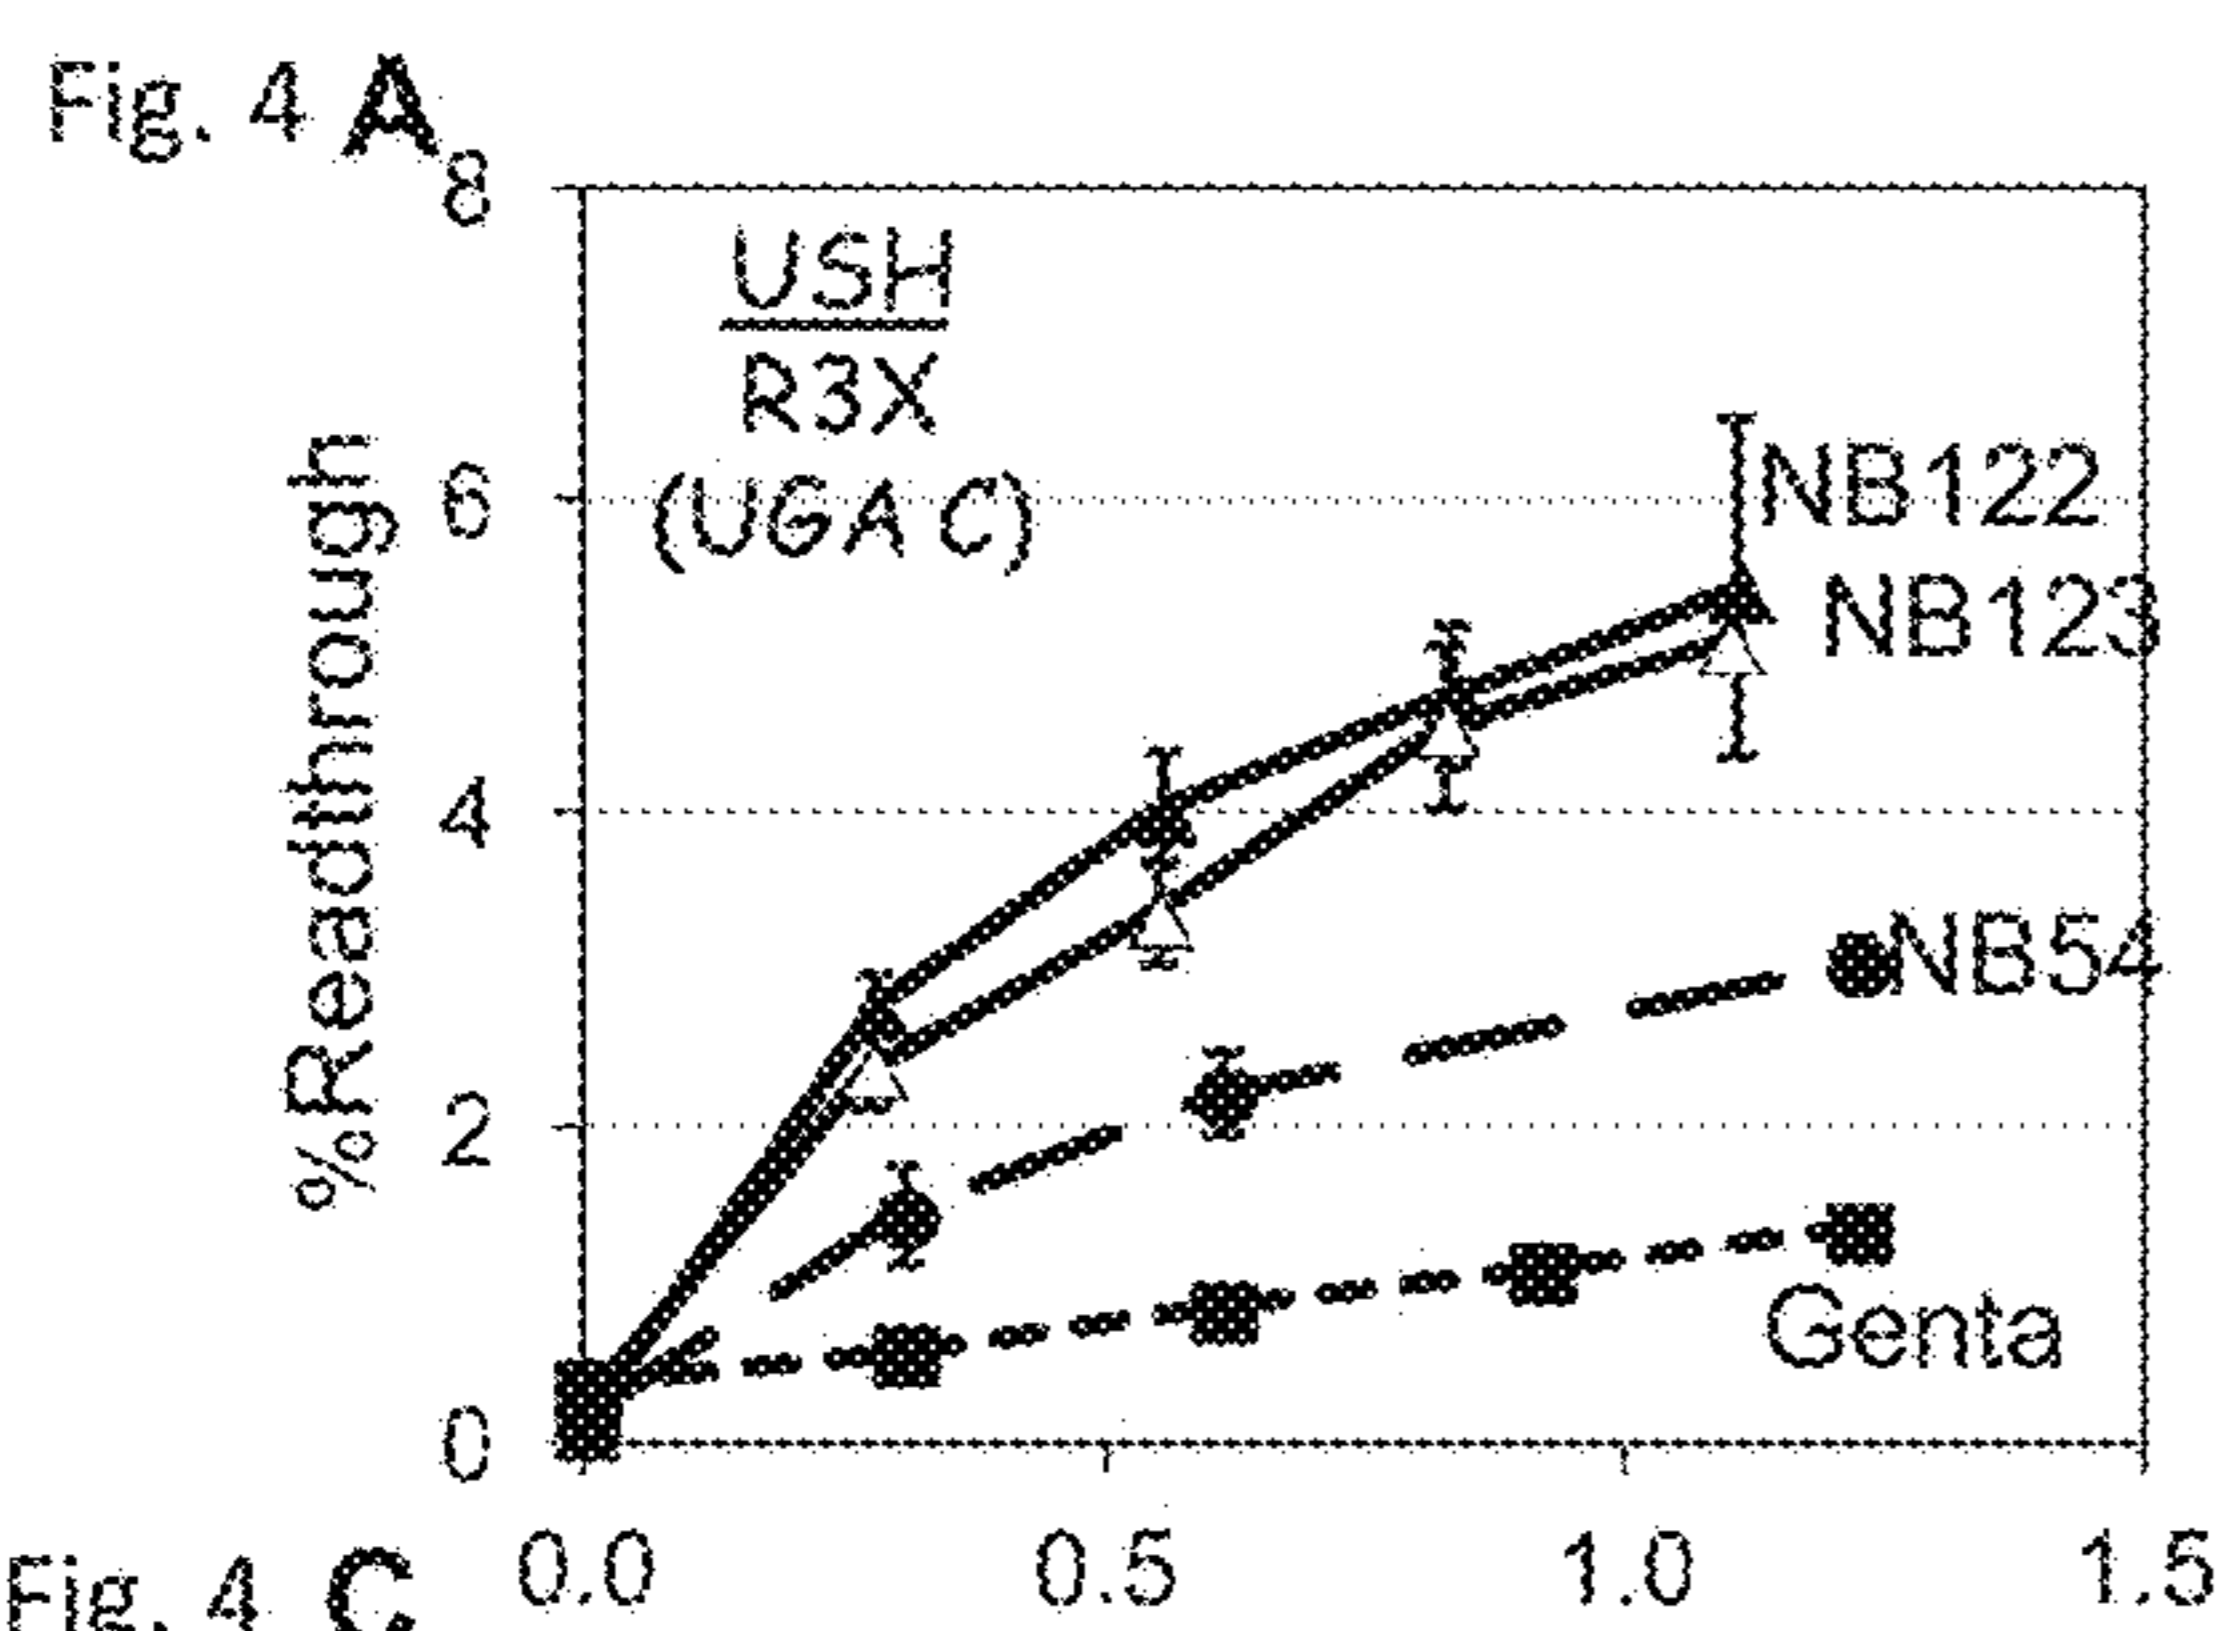 Fig. 4 A
8
USH
R3X
(UGA C)
6
NB122
NB123
%Readthrough
4
NB54
2
Genta
0
0.0 0.5 1.0 1.5
Fig. 4 C